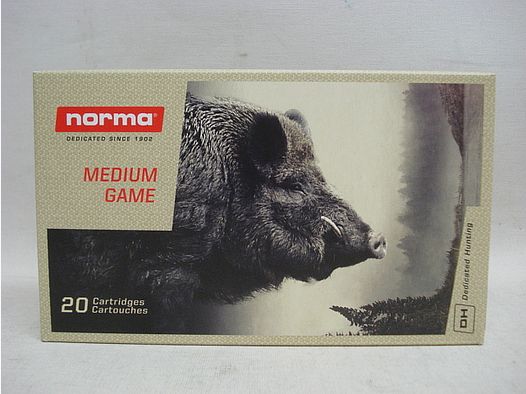 norma
DEDICATED SINCE 1902
MEDIUM
GAME
20 Cartridges
Cartouches
DH Dedicated Hunting